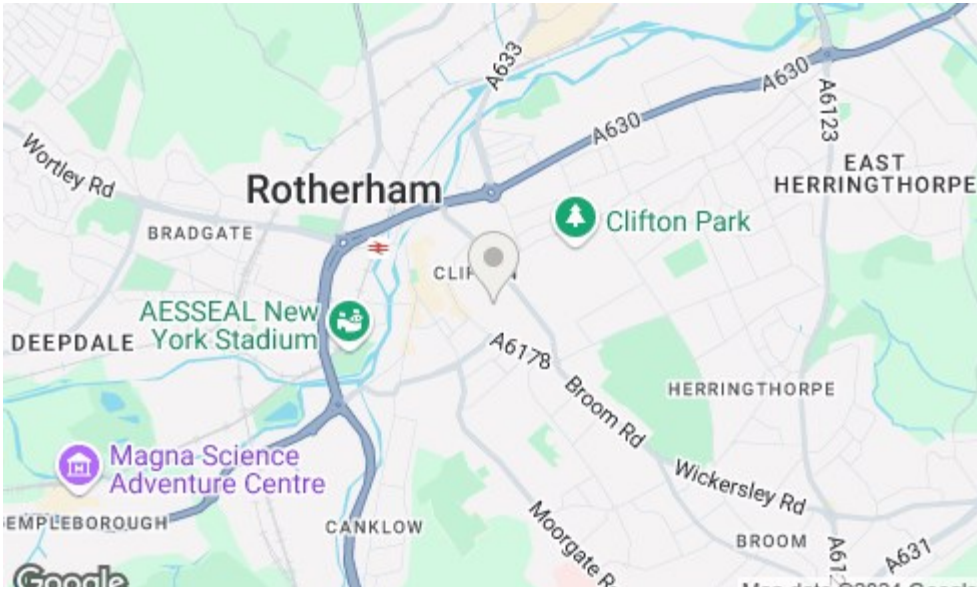 A633
A630
A630
A6123
Wortley Rd
EAST
HERRINGTHORPE
Rotherham
Clifton Park
BRADGATE
AESSEAL New
York Stadium
DEEPDALE
A6178
HERRINGTHORPE
Broom Rd
Magna Science
Adventure Centre
Wickersley Rd
EMPLEBOROUGH
CANKLOW
Moorgate R
BROOM
A612
A631
Google